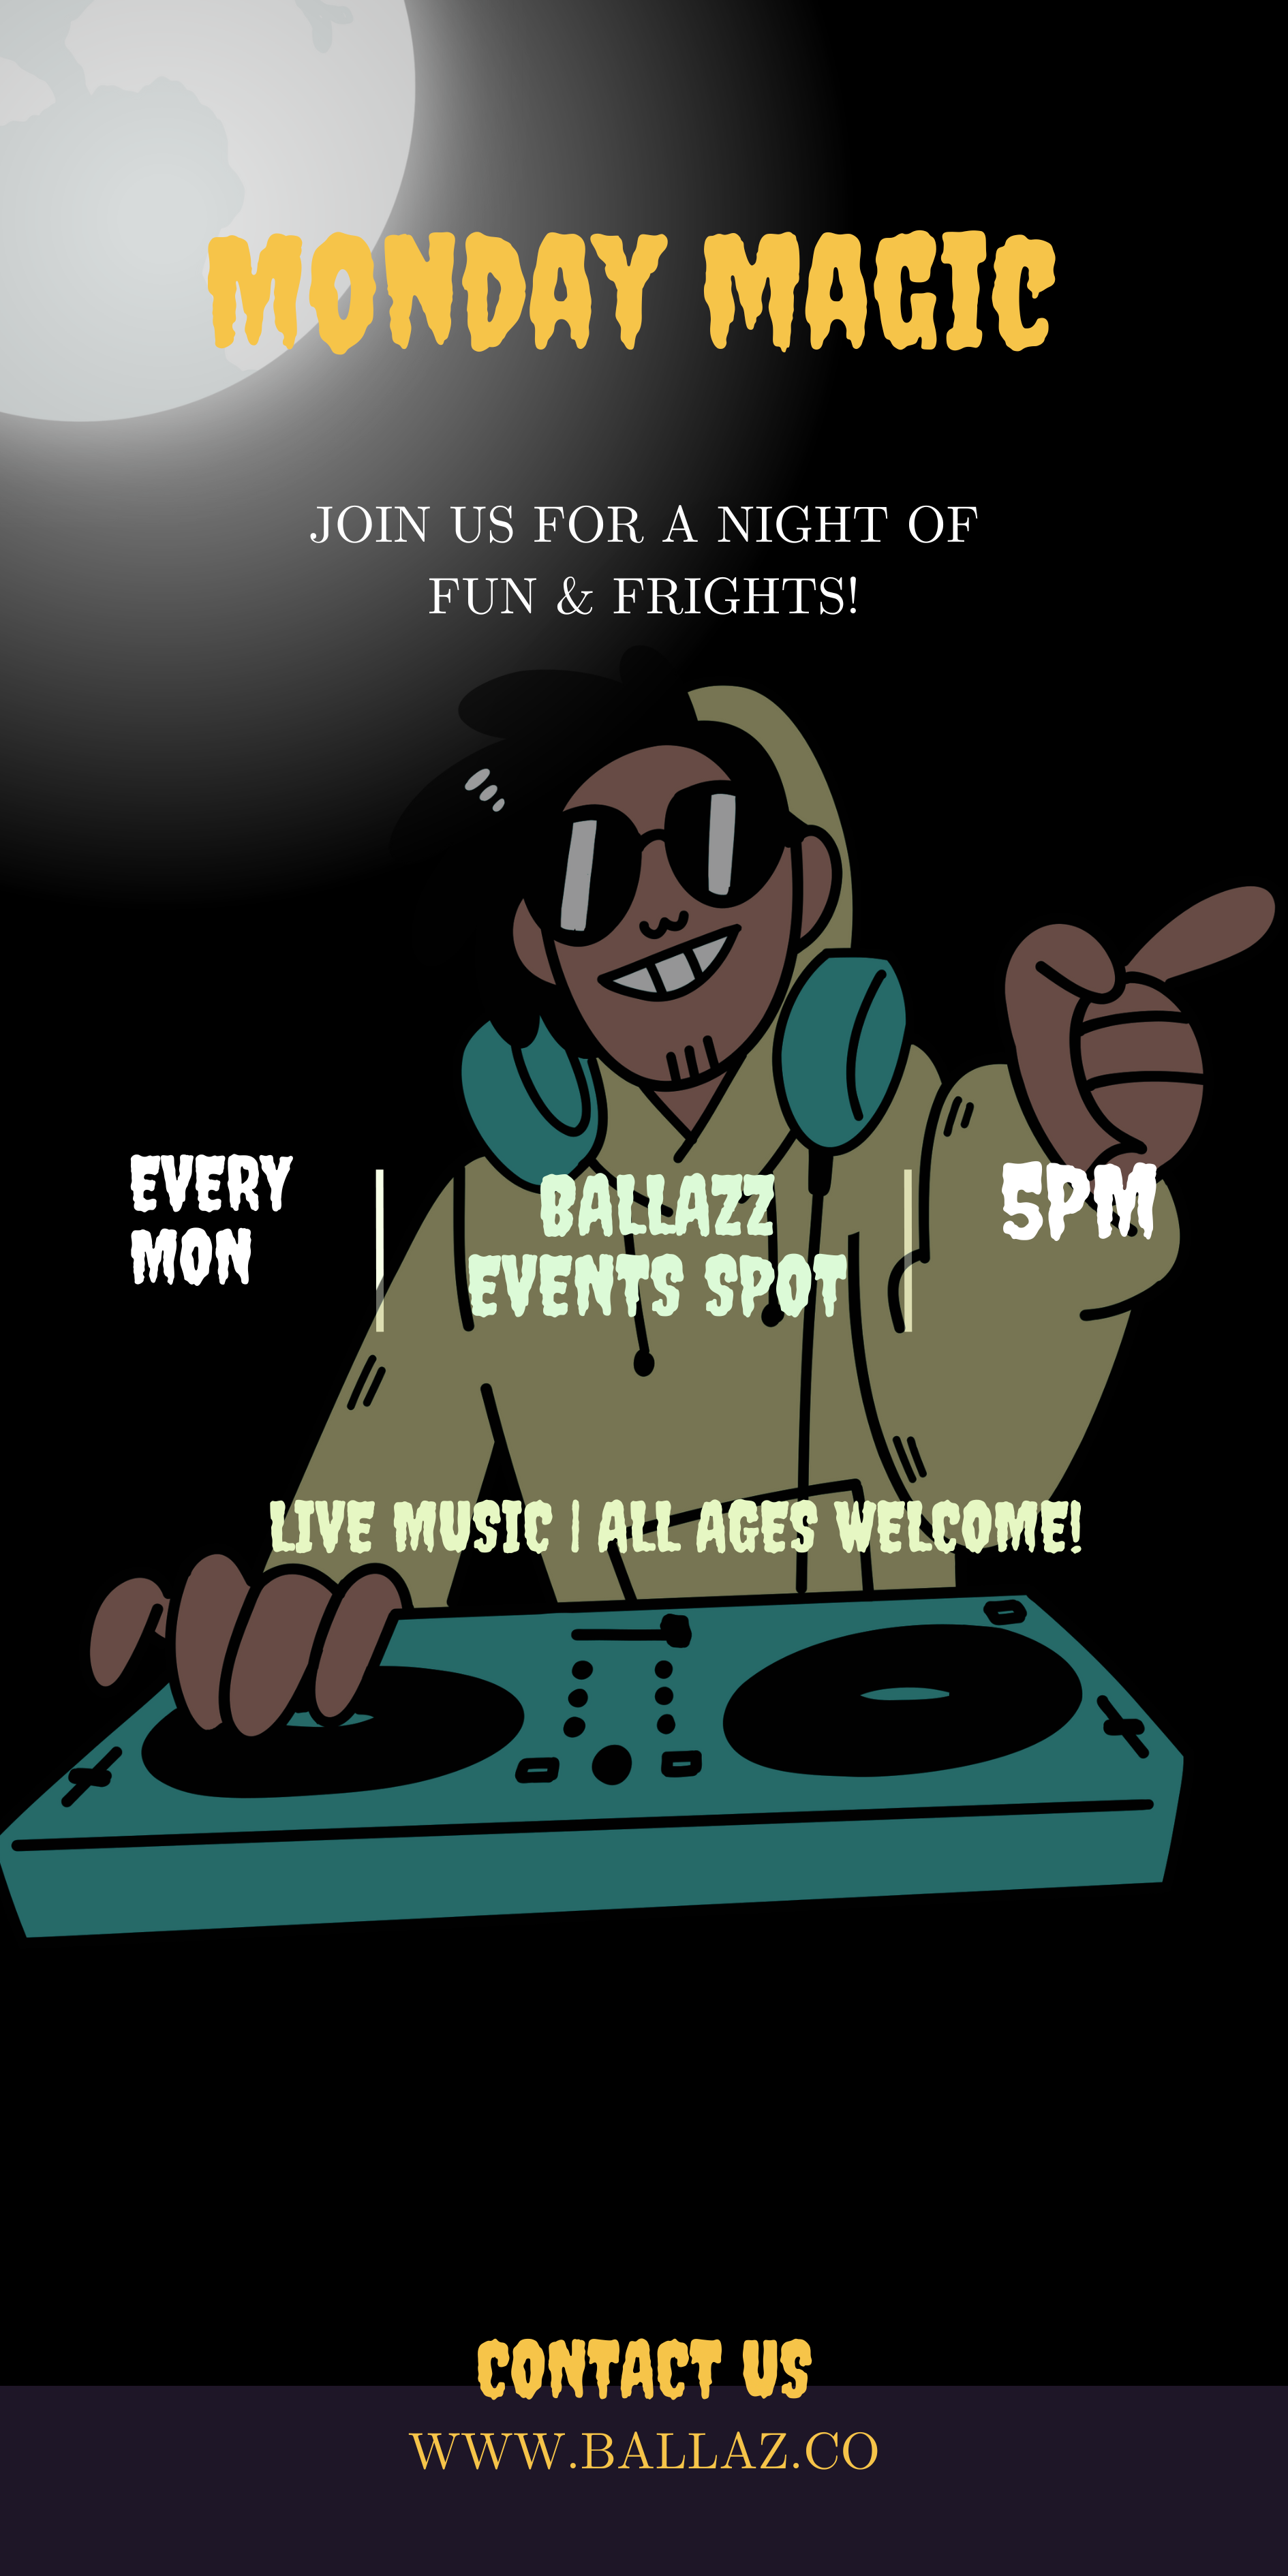 MONDAY MAGIC
JOIN US FOR A NIGHT OF
FUN & FRIGHTS!
EVERY
MON
BALLAZZ
EVENTS SPOT
5PM
LIVE MUSIC | ALL AGES WELCOME!
CONTACT US
WWW.BALLAZ.CO